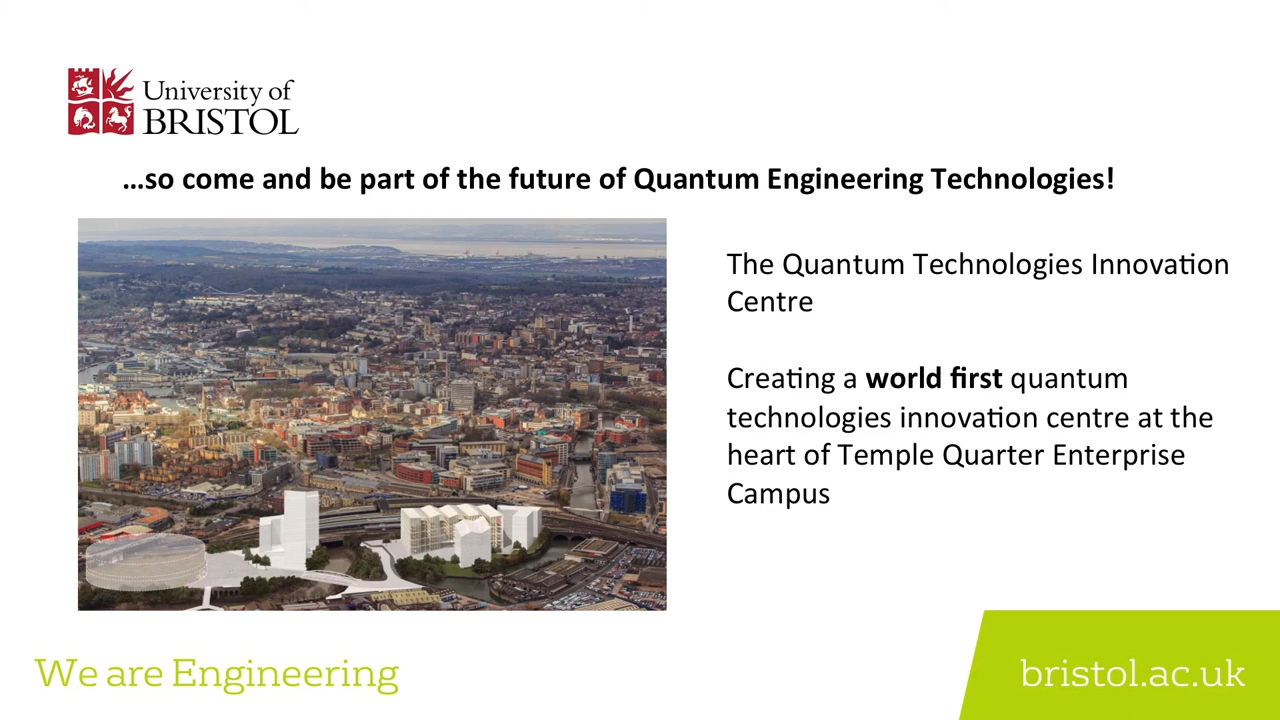 University of
BRISTOL
...so come and be part of the future of Quantum Engineering Technologies!
The Quantum Technologies Innovation
Centre
Creating a world first quantum
technologies innovation centre at the
heart of Temple Quarter Enterprise
Campus
We are Engineering
bristol.ac.uk